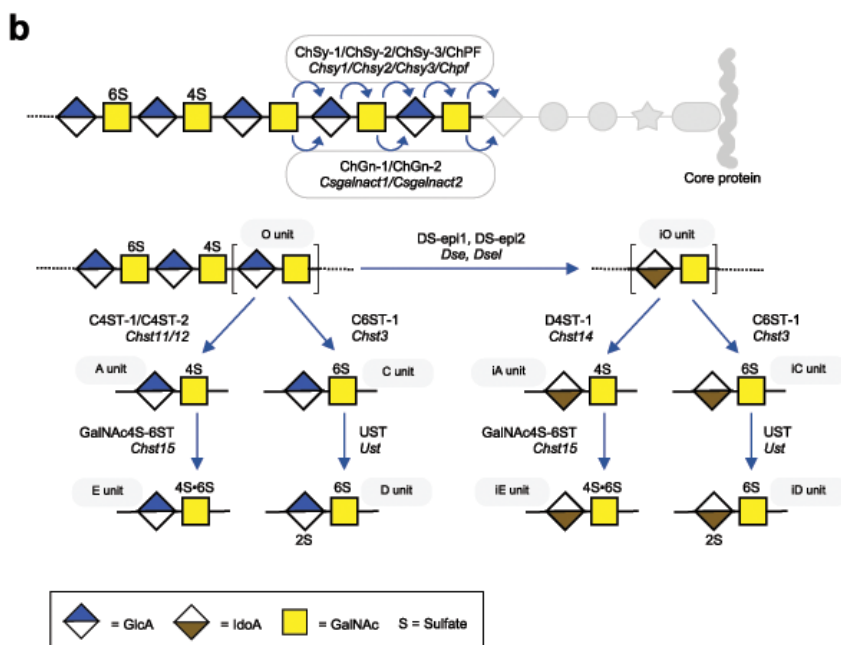 b
ChSy-1/ChSy-2/ChSy-3/ChPF
Chsy1/Chsy2/Chsy3/Chpf
6S
4S
ChGn-1/ChGn-2
Csgalnact1/Csgalnact2
Core protein
O unit
iO unit
6S
4S
DS-epi1, DS-epi2
Dse, Dsel
C4ST-1/C4ST-2
Chst11/12
C6ST-1
Chst3
D4ST-1
Chst14
C6ST-1
Chst3
A unit
4S
6S
C unit
iA unit
4S
6S
iC unit
GalNAc4S-6ST
Chst15
UST
Ust
GalNAc4S-6ST
Chst15
UST
Ust
E unit
4S•6S
6S
D unit
iE unit
4S•6S
6S
iD unit
2S
2S
= GlcA
= IdoA
= GalNAc
S = Sulfate